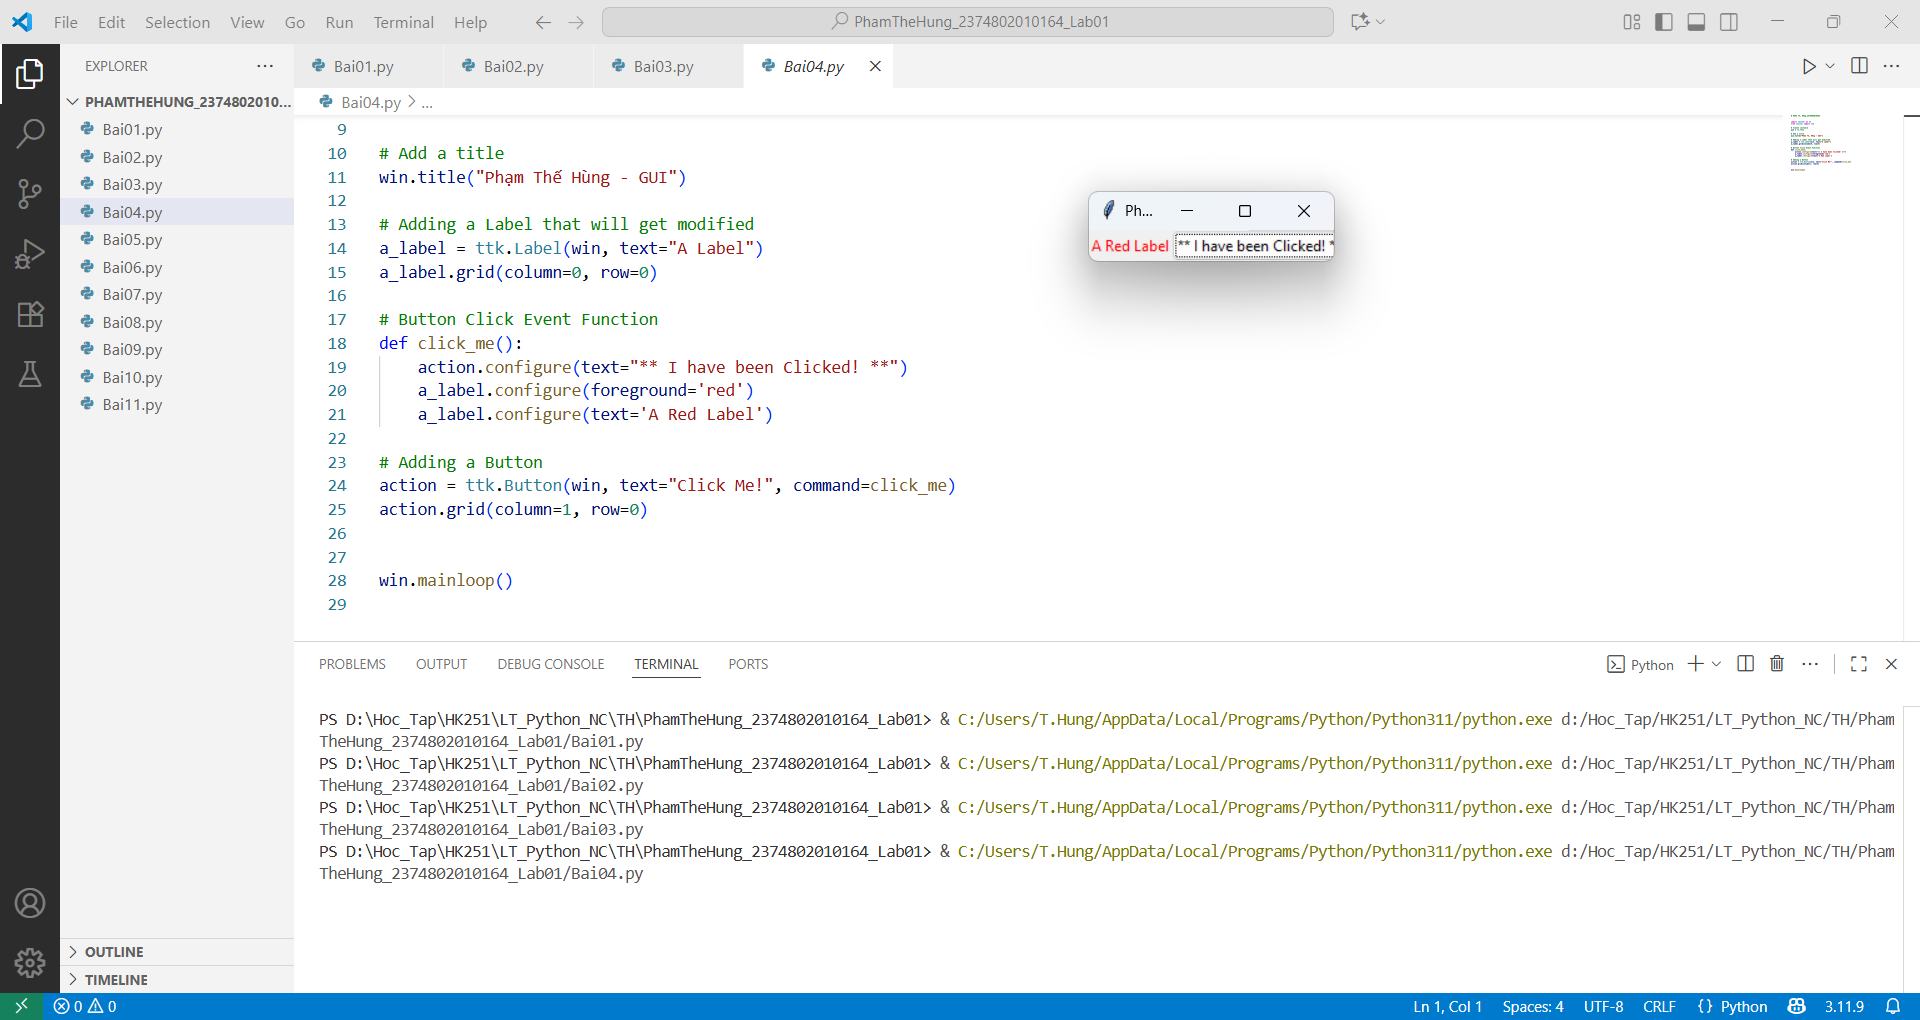 File Edit Selection View Go Run Terminal Help PhamTheHung_2374802010164_Lab01
EXPLORER
PHAMTHEHUNG_2374802010...
Bai01.py
Bai02.py
Bai03.py
Bai04.py
Bai05.py
Bai06.py
Bai07.py
Bai08.py
Bai09.py
Bai10.py
Bai11.py
OUTLINE
TIMELINE
Bai01.py Bai02.py Bai03.py Bai04.py
Bai04.py > ...
9
10 # Add a title
11 win.title("Phạm Thế Hùng - GUI")
12
13 # Adding a Label that will get modified
14 a_label = ttk.Label(win, text="A Label")
15 a_label.grid(column=0, row=0)
16
17 # Button Click Event Function
18 def click_me():
19 action.configure(text="** I have been Clicked! **")
20 a_label.configure(foreground='red')
21 a_label.configure(text='A Red Label')
22
23 # Adding a Button
24 action = ttk.Button(win, text="Click Me!", command=click_me)
25 action.grid(column=1, row=0)
26
27
28 win.mainloop()
29
Ph...
A Red Label ** I have been Clicked! *
PROBLEMS OUTPUT DEBUG CONSOLE TERMINAL PORTS Python
PS D:\Hoc_Tap\HK251\LT_Python_NC\TH\PhamTheHung_2374802010164_Lab01> & C:/Users/T.Hung/AppData/Local/Programs/Python/Python311/python.exe d:/Hoc_Tap/HK251/LT_Python_NC/TH/Pham
TheHung_2374802010164_Lab01/Bai01.py
PS D:\Hoc_Tap\HK251\LT_Python_NC\TH\PhamTheHung_2374802010164_Lab01> & C:/Users/T.Hung/AppData/Local/Programs/Python/Python311/python.exe d:/Hoc_Tap/HK251/LT_Python_NC/TH/Pham
TheHung_2374802010164_Lab01/Bai02.py
PS D:\Hoc_Tap\HK251\LT_Python_NC\TH\PhamTheHung_2374802010164_Lab01> & C:/Users/T.Hung/AppData/Local/Programs/Python/Python311/python.exe d:/Hoc_Tap/HK251/LT_Python_NC/TH/Pham
TheHung_2374802010164_Lab01/Bai03.py
PS D:\Hoc_Tap\HK251\LT_Python_NC\TH\PhamTheHung_2374802010164_Lab01> & C:/Users/T.Hung/AppData/Local/Programs/Python/Python311/python.exe d:/Hoc_Tap/HK251/LT_Python_NC/TH/Pham
TheHung_2374802010164_Lab01/Bai04.py
0 0 Ln 1, Col 1 Spaces: 4 UTF-8 CRLF {} Python 3.11.9